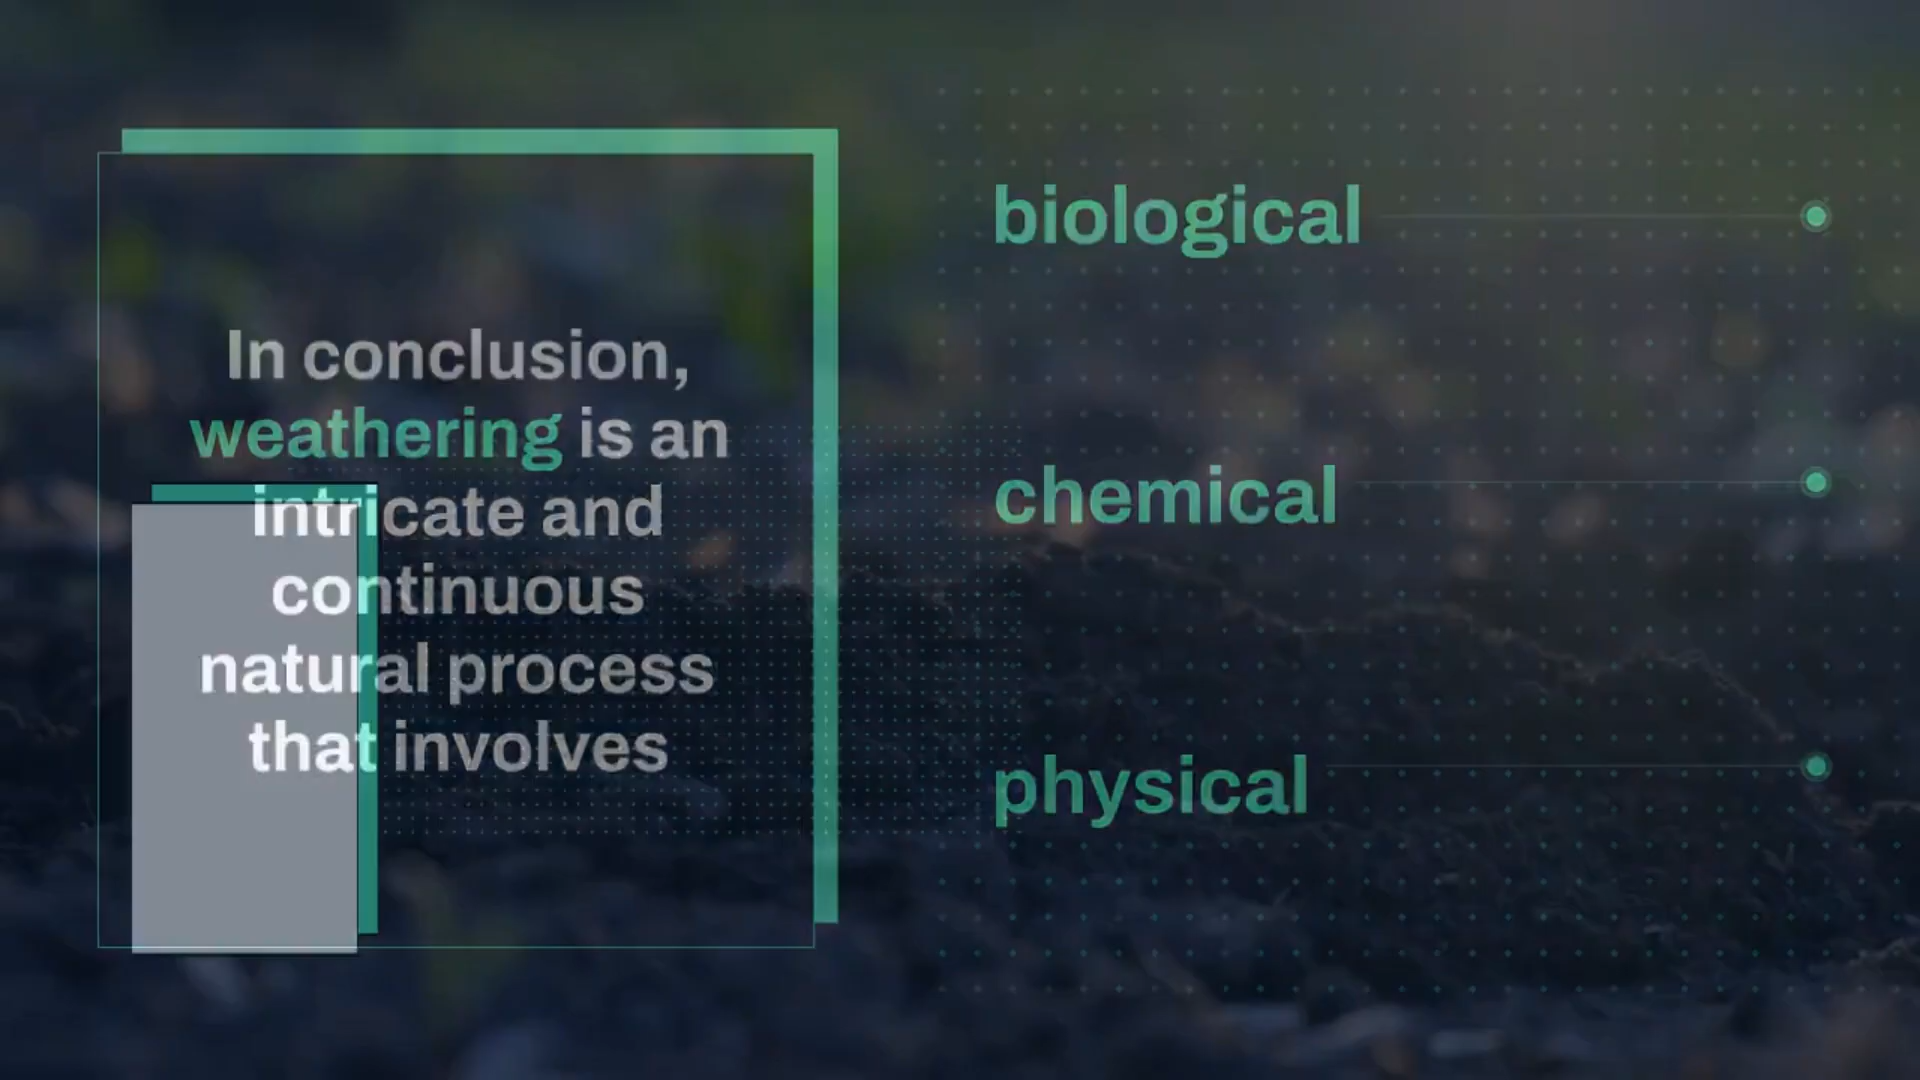 In conclusion,
weathering is an
intricate and
continuous
natural process
that involves
biological
chemical
physical